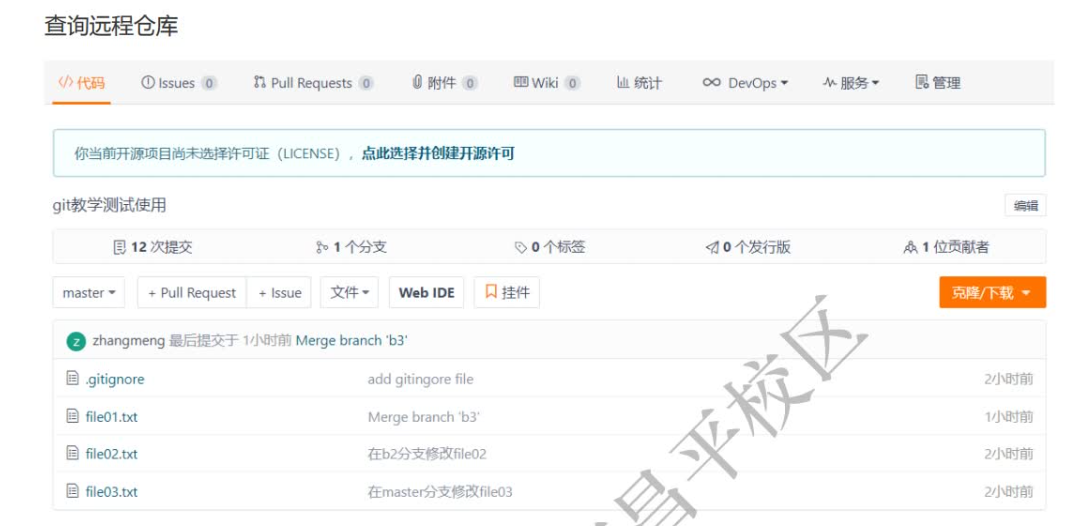 查询远程仓库
代码 Issues 0 Pull Requests 0 附件 0 Wiki 0 统计 DevOps 服务 管理
你当前开源项目尚未选择许可证（LICENSE），点此选择并创建开源许可
git教学测试使用 编辑
12 次提交 1 个分支 0 个标签 0 个发行版 1 位贡献者
master + Pull Request + Issue 文件 Web IDE 挂件 克隆/下载
z zhangmeng 最后提交于 1小时前 Merge branch 'b3'
.gitignore add gitingore file 2小时前
file01.txt Merge branch 'b3' 1小时前
file02.txt 在b2分支修改file02 2小时前
file03.txt 在master分支修改file03 2小时前
昌平校区